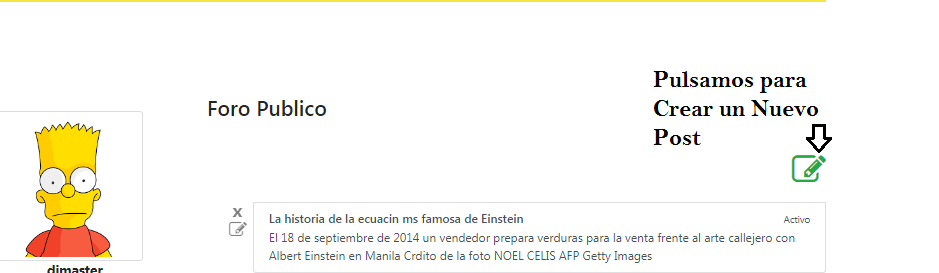 Pulsamos para
Crear un Nuevo
Post
Foro Publico
X
La historia de la ecuacin ms famosa de Einstein
Activo
El 18 de septiembre de 2014 un vendedor prepara verduras para la venta frente al arte callejero con
Albert Einstein en Manila Crdito de la foto NOEL CELIS AFP Getty Images
dimaster